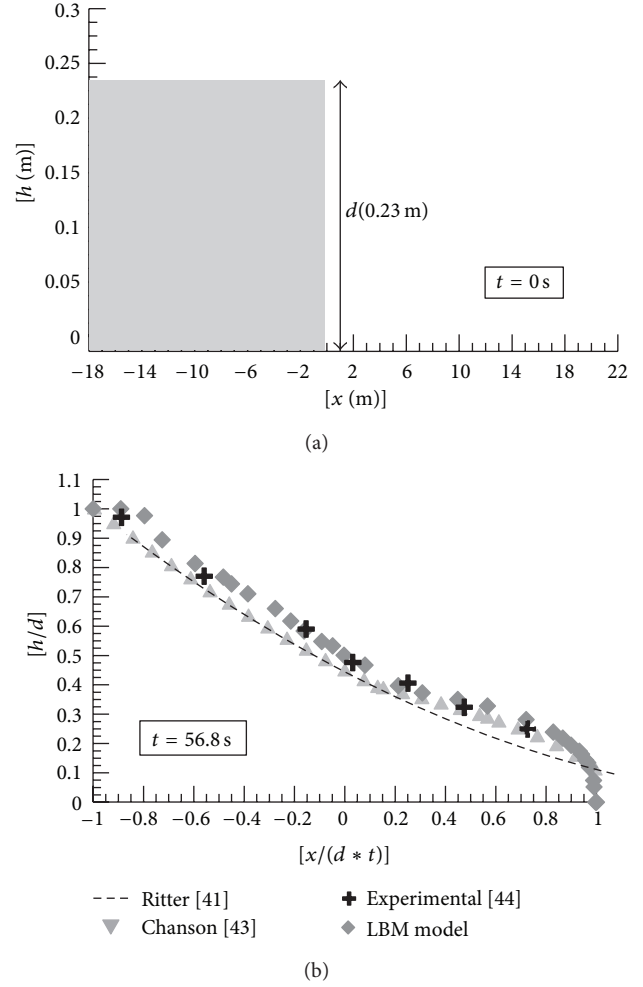 0.3
0.25
0.2
0.15
0.1
0.05
0
[h (m)]
d(0.23 m)
t = 0 s
−18 −14 −10 −6 −2 2 6 10 14 18 22
[x (m)]
(a)
1.1
1
0.9
0.8
0.7
0.6
0.5
0.4
0.3
0.2
0.1
0
[h/d]
t = 56.8 s
−1 −0.8 −0.6 −0.4 −0.2 0 0.2 0.4 0.6 0.8 1
[x/(d ∗ t)]
Ritter [41]
Experimental [44]
Chanson [43]
LBM model
(b)